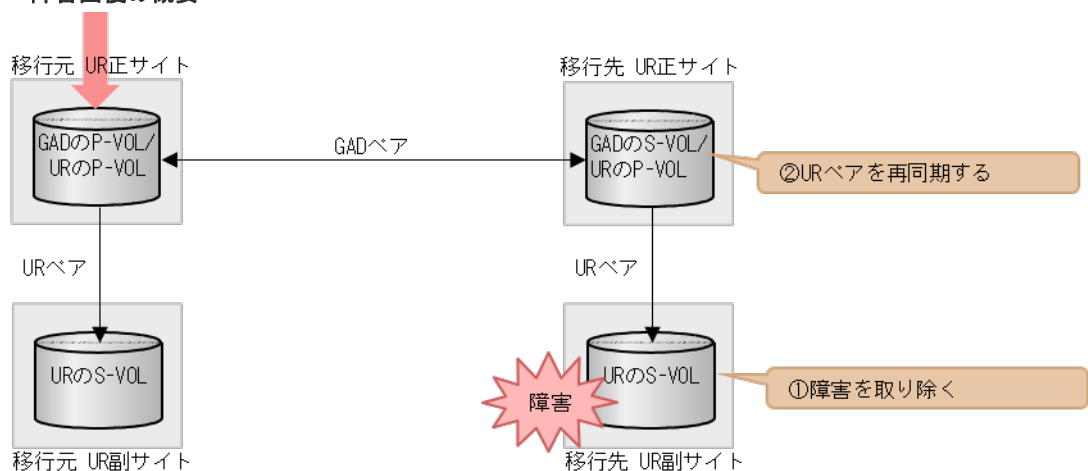 移行元 UR正サイト
移行先 UR正サイト
GADのP-VOL/
URのP-VOL
GADペア
GADのS-VOL/
URのP-VOL
②URペアを再同期する
URペア
URペア
URのS-VOL
URのS-VOL
障害
①障害を取り除く
移行元 UR副サイト
移行先 UR副サイト